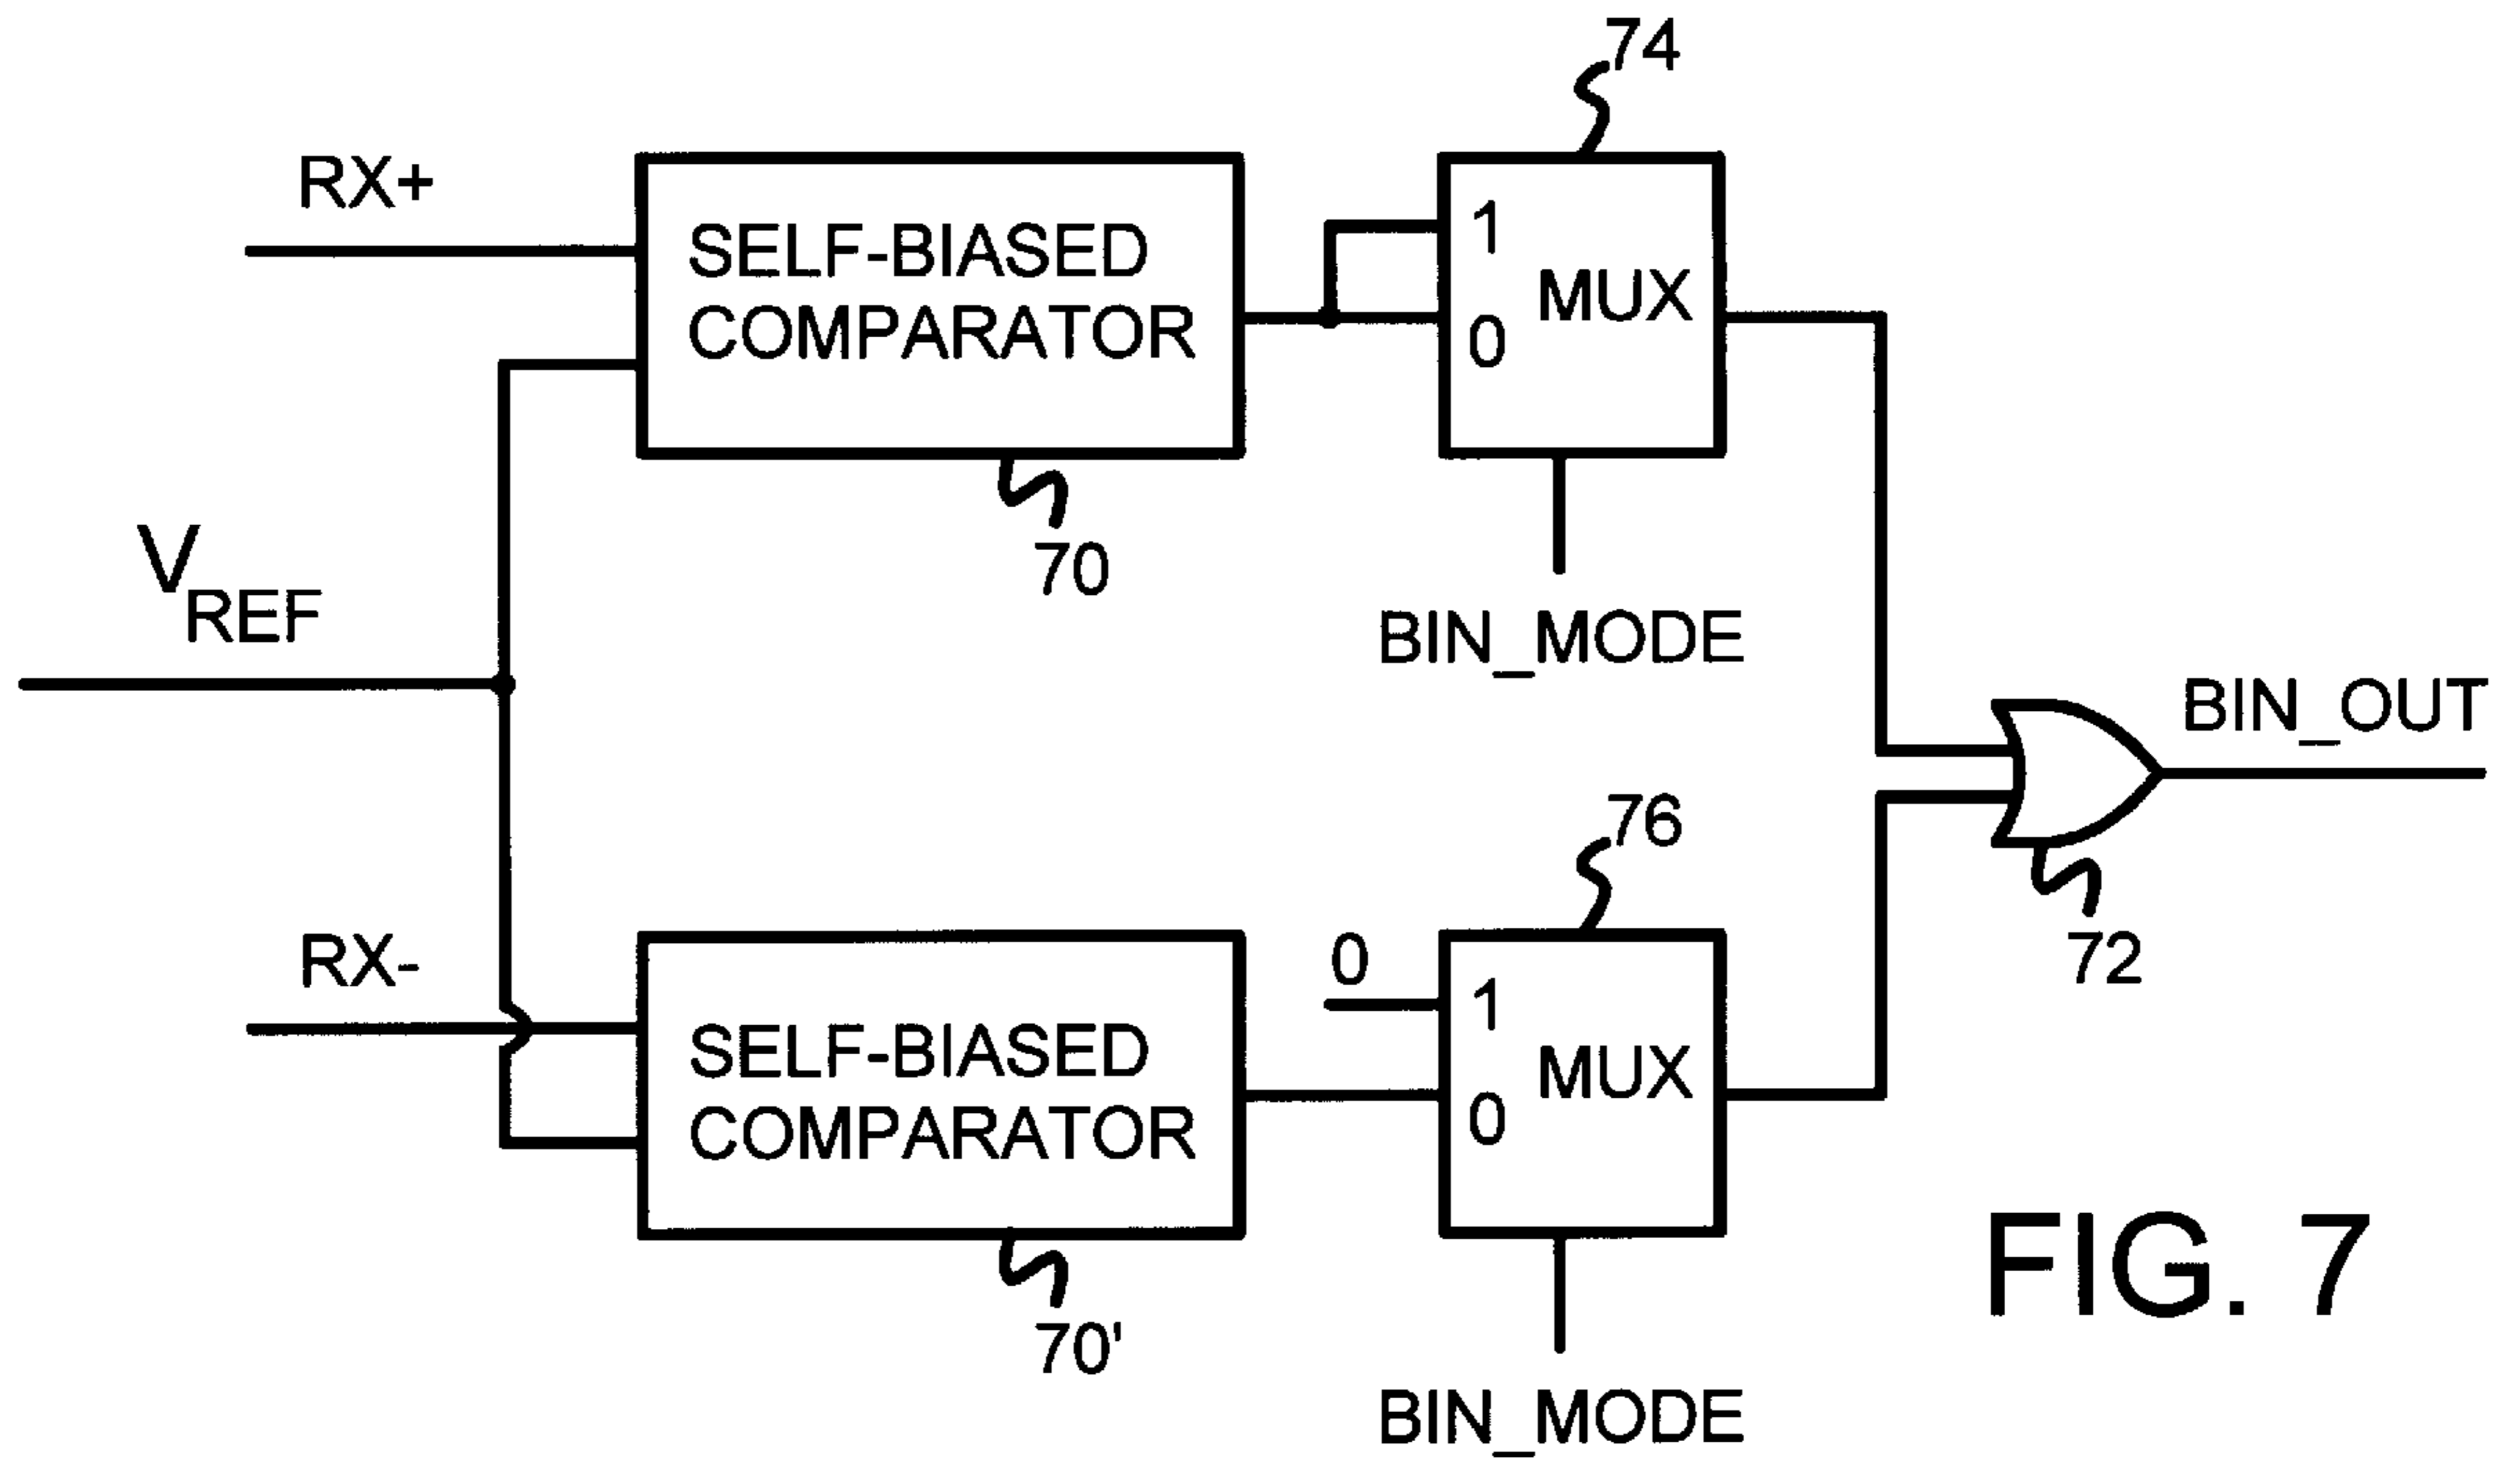 74
RX+
SELF-BIASED
COMPARATOR
1
0
MUX
70
V
REF
BIN_MODE
BIN_OUT
76
72
RX-
0
SELF-BIASED
COMPARATOR
1
0
MUX
70'
BIN_MODE
FIG. 7